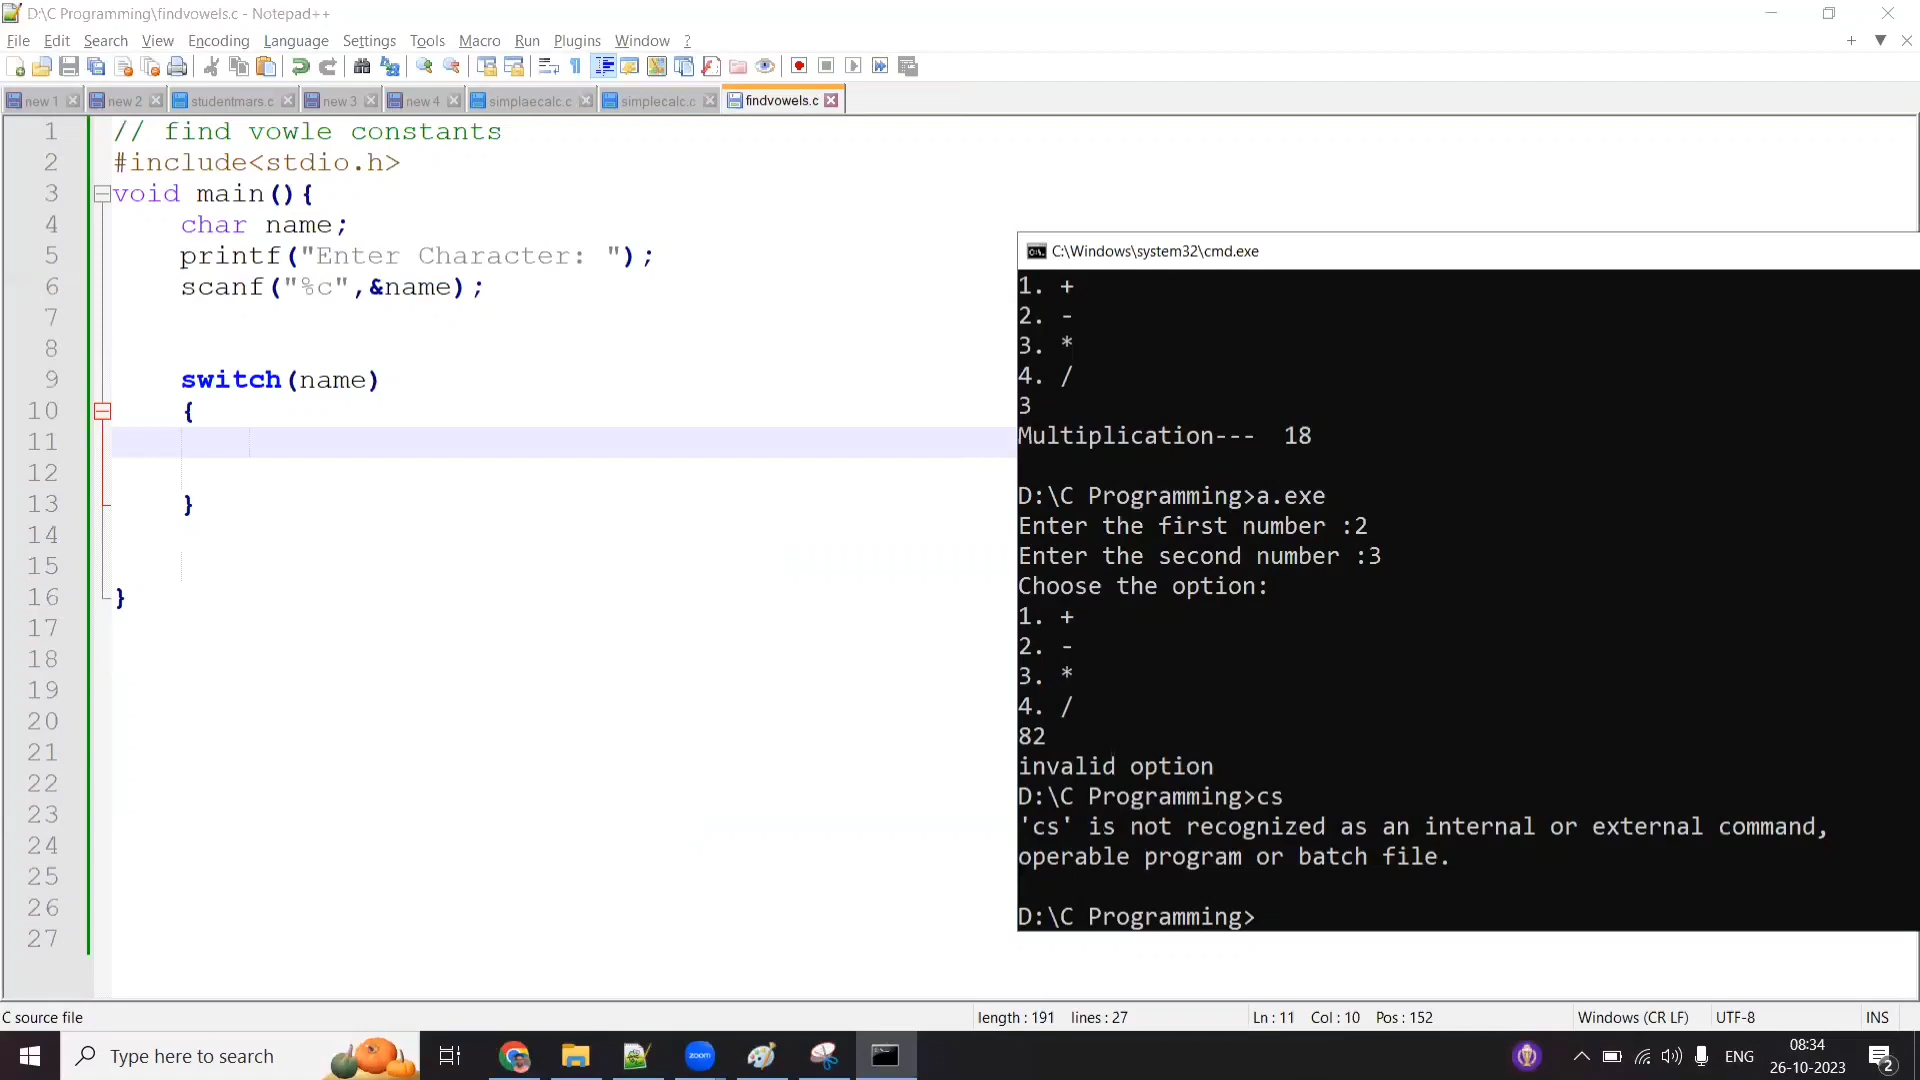 D:\C Programming\findvowels.c - Notepad++
File Edit Search View Encoding Language Settings Tools Macro Run Plugins Window ?
new 1 new 2 studentmars.c new 3 new 4 simplaecalc.c simplecalc.c findvowels.c
1 // find vowle constants
2 #include<stdio.h>
3 void main(){
4 char name;
5 printf("Enter Character: ");
6 scanf("%c",&name);
7
8
9 switch(name)
10 {
11
12
13 }
14
15
16 }
17
18
19
20
21
22
23
24
25
26
27
C:\Windows\system32\cmd.exe
1. +
2. -
3. *
4. /
3
Multiplication---  18
D:\C Programming>a.exe
Enter the first number :2
Enter the second number :3
Choose the option:
1. +
2. -
3. *
4. /
82
invalid option
D:\C Programming>cs
'cs' is not recognized as an internal or external command,
operable program or batch file.
D:\C Programming>
C source file length : 191 lines : 27 Ln : 11 Col : 10 Pos : 152 Windows (CR LF) UTF-8 INS
Type here to search zoom ENG 08:34
26-10-2023 2